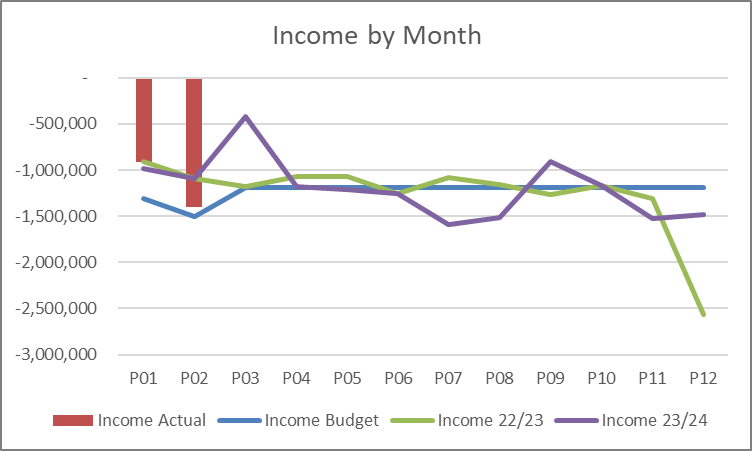 Income by Month
-
-500,000
-1,000,000
-1,500,000
-2,000,000
-2,500,000
-3,000,000
P01 P02 P03 P04 P05 P06 P07 P08 P09 P10 P11 P12
Income Actual Income Budget Income 22/23 Income 23/24